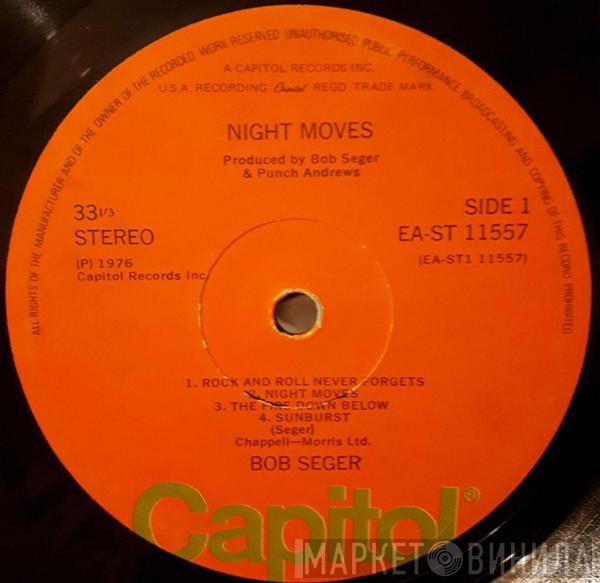 ALL RIGHTS OF THE MANUFACTURER AND OF THE OWNER OF THE RECORDED WORK RESERVED UNAUTHORISED PUBLIC PERFORMANCE BROADCASTING AND COPYING OF THIS RECORD PROHIBITED
A CAPITOL RECORDS INC.
U.S.A. RECORDING Capitol REGD. TRADE MARK
NIGHT MOVES
Produced by Bob Seger
& Punch Andrews
33 1/3
STEREO
(P) 1976
Capitol Records Inc.
SIDE 1
EA-ST 11557
(EA-ST1 11557)
1. ROCK AND ROLL NEVER FORGETS
2. NIGHT MOVES
3. THE FIRE DOWN BELOW
4. SUNBURST
(Seger)
Chappell—Morris Ltd.
BOB SEGER
Capitol®
МАРКЕТ ВИНИЛА